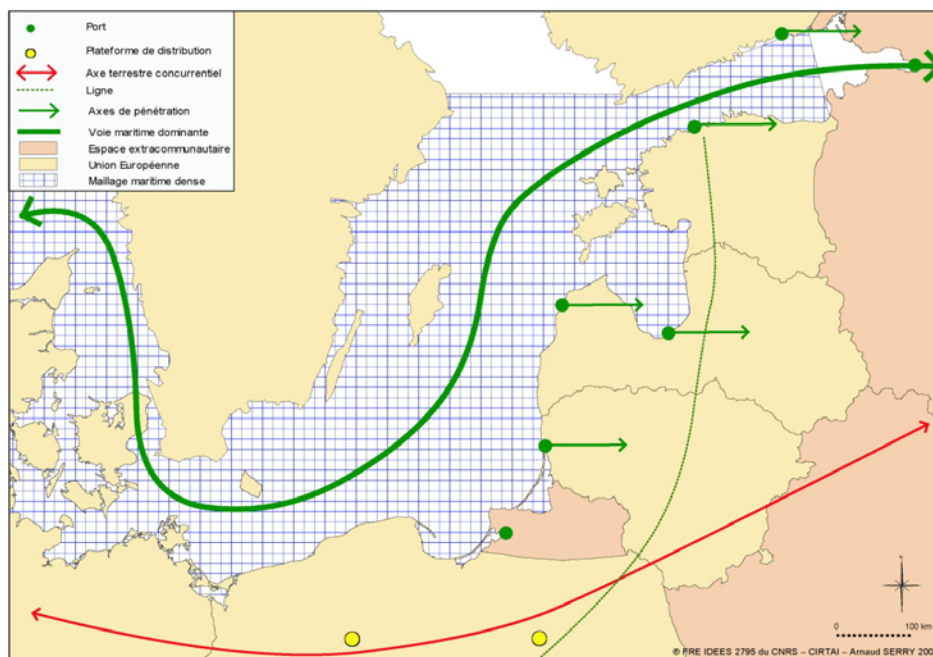 Port
Plateforme de distribution
Axe terrestre concurrentiel
Ligne
Axes de pénétration
Voie maritime dominante
Espace extracommunautaire
Union Européenne
Maillage maritime dense
0 100 km
© FRE IDEES 2795 du CNRS – CIRTAI – Arnaud SERRY 200